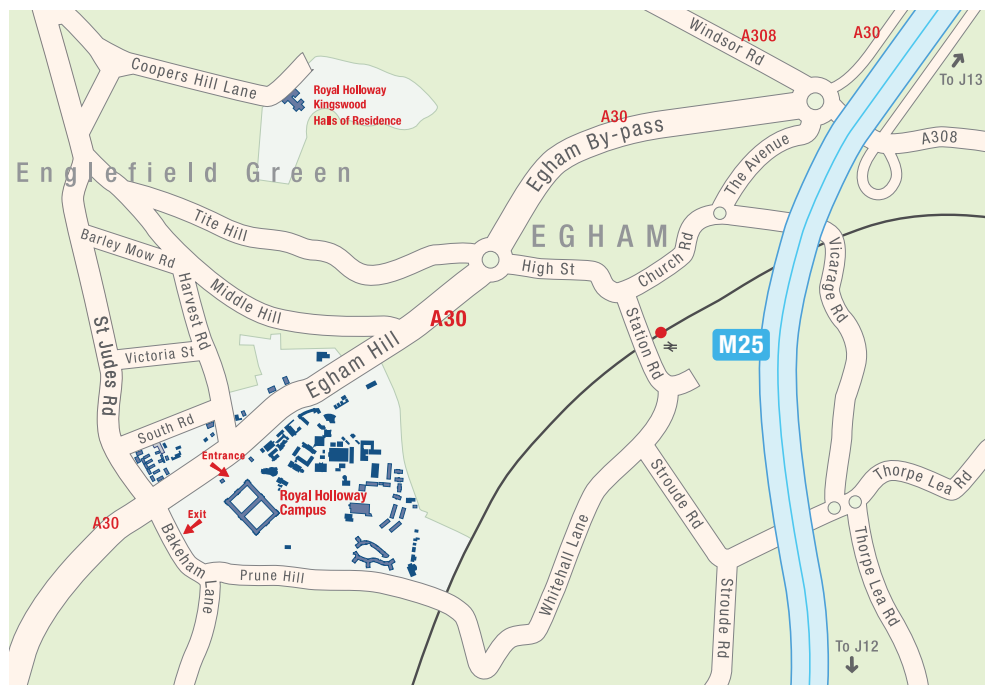 Windsor Rd
A308
A30
To J13
Coopers Hill Lane
Royal Holloway
Kingswood
Halls of Residence
A30
Egham By-pass
A308
Englefield Green
The Avenue
Tite Hill
EGHAM
Barley Mow Rd
High St
Church Rd
Vicarage Rd
Harvest Rd
Middle Hill
A30
Station Rd
M25
St Judes Rd
Victoria St
Egham Hill
South Rd
Entrance
Royal Holloway
Campus
Exit
A30
Bakeham Lane
Prune Hill
Whitehall Lane
Stroude Rd
Thorpe Lea Rd
Thorpe Lea Rd
Stroude Rd
To J12